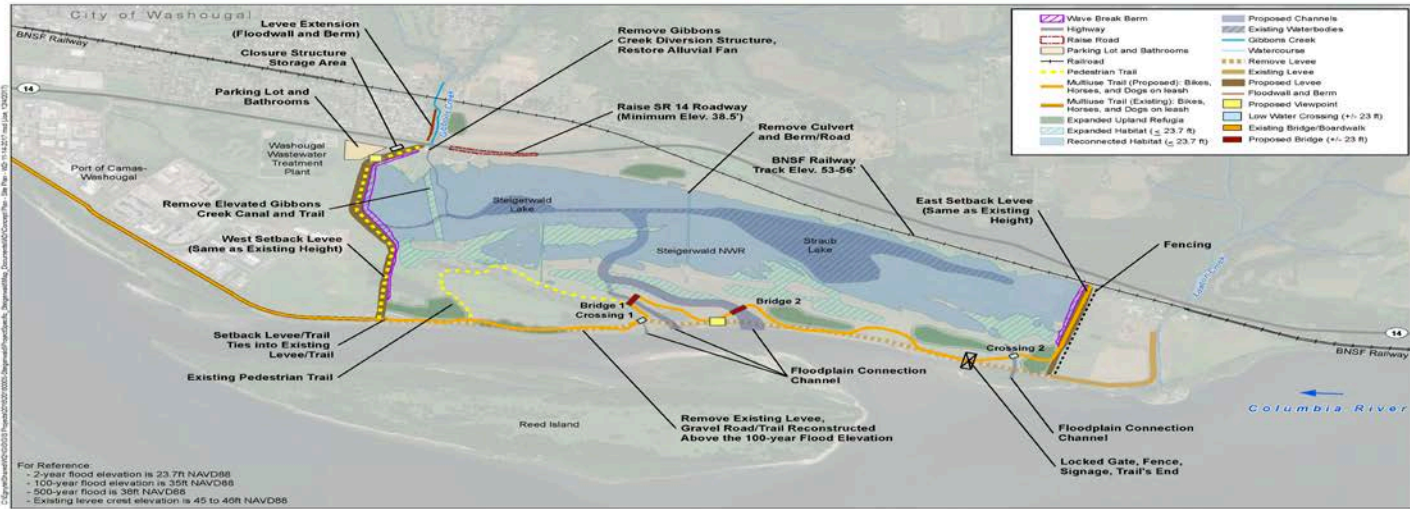 City of Washougal
BNSF Railway
14
Levee Extension
(Floodwall and Berm)
Closure Structure
Storage Area
Parking Lot and
Bathrooms
Remove Gibbons
Creek Diversion Structure,
Restore Alluvial Fan
Raise SR 14 Roadway
(Minimum Elev. 38.5')
Remove Culvert
and Berm/Road
BNSF Railway
Track Elev. 53-56'
Washougal
Wastewater
Treatment
Plant
Port of Camas-
Washougal
Remove Elevated Gibbons
Creek Canal and Trail
West Setback Levee
(Same as Existing Height)
Steigerwald
Lake
Steigerwald NWR
Straub
Lake
East Setback Levee
(Same as Existing
Height)
Fencing
Bridge 1
Crossing 1
Bridge 2
Crossing 2
14
BNSF Railway
Setback Levee/Trail
Ties into Existing
Levee/Trail
Existing Pedestrian Trail
Floodplain Connection
Channel
Remove Existing Levee,
Gravel Road/Trail Reconstructed
Above the 100-year Flood Elevation
Reed Island
Columbia River
Floodplain Connection
Channel
Locked Gate, Fence,
Signage, Trail's End
For Reference:
- 2-year flood elevation is 23.7ft NAVD88
- 100-year flood elevation is 35ft NAVD88
- 500-year flood is 38ft NAVD88
- Existing levee crest elevation is 45 to 46ft NAVD88
Wave Break Berm
Highway
Raise Road
Parking Lot and Bathrooms
Railroad
Pedestrian Trail
Multiuse Trail (Proposed): Bikes,
Horses, and Dogs on leash
Multiuse Trail (Existing): Bikes,
Horses, and Dogs on leash
Expanded Upland Refugia
Expanded Habitat (≤ 23.7 ft)
Reconnected Habitat (≤ 23.7 ft)
Proposed Channels
Existing Waterbodies
Gibbons Creek
Watercourse
Remove Levee
Existing Levee
Proposed Levee
Floodwall and Berm
Proposed Viewpoint
Low Water Crossing (+/- 23 ft)
Existing Bridge/Boardwalk
Proposed Bridge (+/- 23 ft)